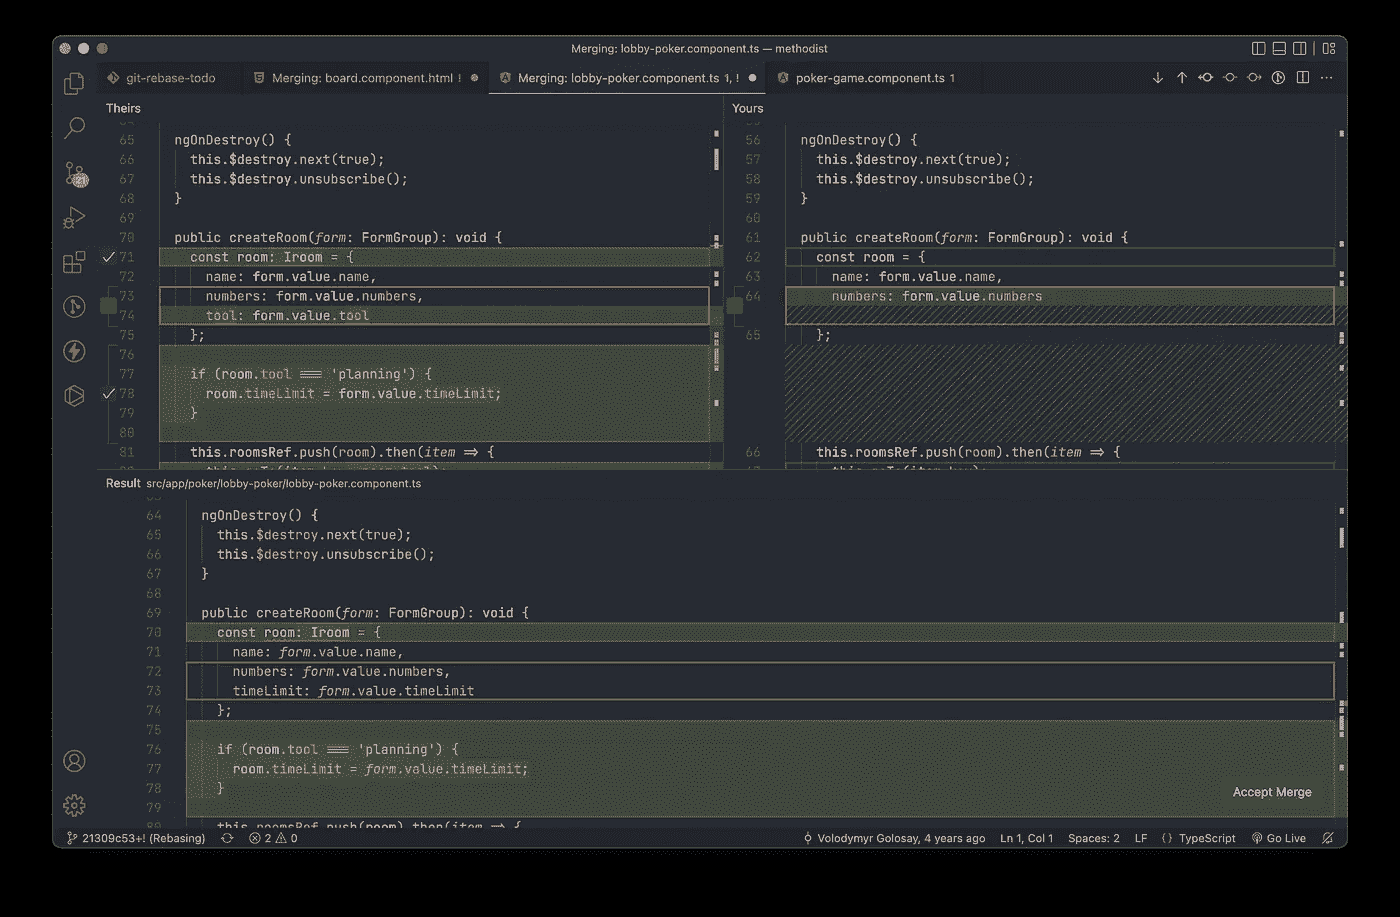 Merging: lobby-poker.component.ts — methodist
git-rebase-todo
Merging: board.component.html !
Merging: lobby-poker.component.ts 1, !
poker-game.component.ts 1
Theirs
65 ngOnDestroy() {
66 this.$destroy.next(true);
67 this.$destroy.unsubscribe();
68 }
69
70 public createRoom(form: FormGroup): void {
71 const room: Iroom = {
72 name: form.value.name,
73 numbers: form.value.numbers,
74 tool: form.value.tool
75 };
76
77 if (room.tool === 'planning') {
78 room.timeLimit = form.value.timeLimit;
79 }
80
81 this.roomsRef.push(room).then(item => {
Yours
56 ngOnDestroy() {
57 this.$destroy.next(true);
58 this.$destroy.unsubscribe();
59 }
60
61 public createRoom(form: FormGroup): void {
62 const room = {
63 name: form.value.name,
64 numbers: form.value.numbers
65 };
66 this.roomsRef.push(room).then(item => {
Result src/app/poker/lobby-poker/lobby-poker.component.ts
64 ngOnDestroy() {
65 this.$destroy.next(true);
66 this.$destroy.unsubscribe();
67 }
68
69 public createRoom(form: FormGroup): void {
70 const room: Iroom = {
71 name: form.value.name,
72 numbers: form.value.numbers,
73 timeLimit: form.value.timeLimit
74 };
75
76 if (room.tool === 'planning') {
77 room.timeLimit = form.value.timeLimit;
78 }
79
80 this.roomsRef.push(room).then(item => {
Accept Merge
21309c53+! (Rebasing) 2 0 Volodymyr Golosay, 4 years ago Ln 1, Col 1 Spaces: 2 LF {} TypeScript Go Live